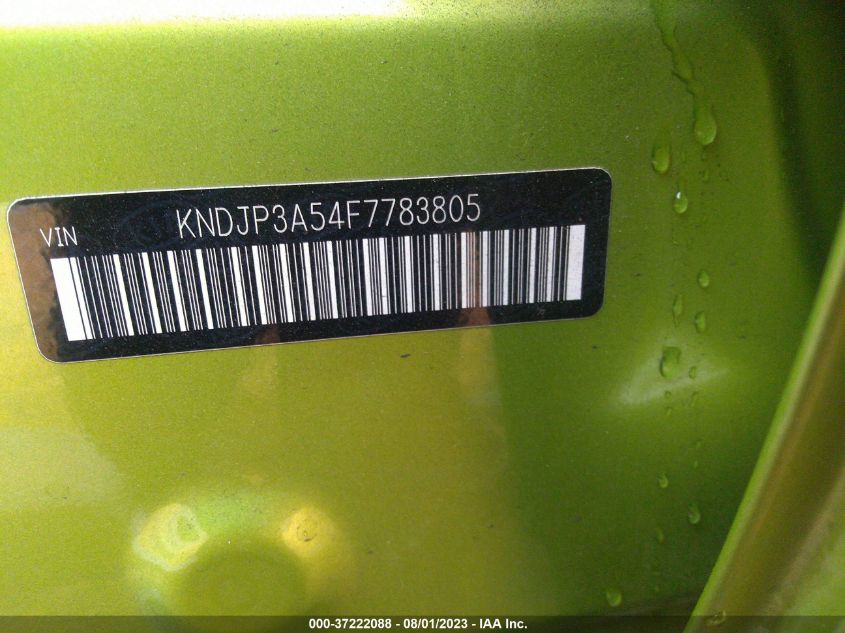 KNDJP3A54F7783805
VIN
000-37222088 - 08/01/2023 - IAA Inc.